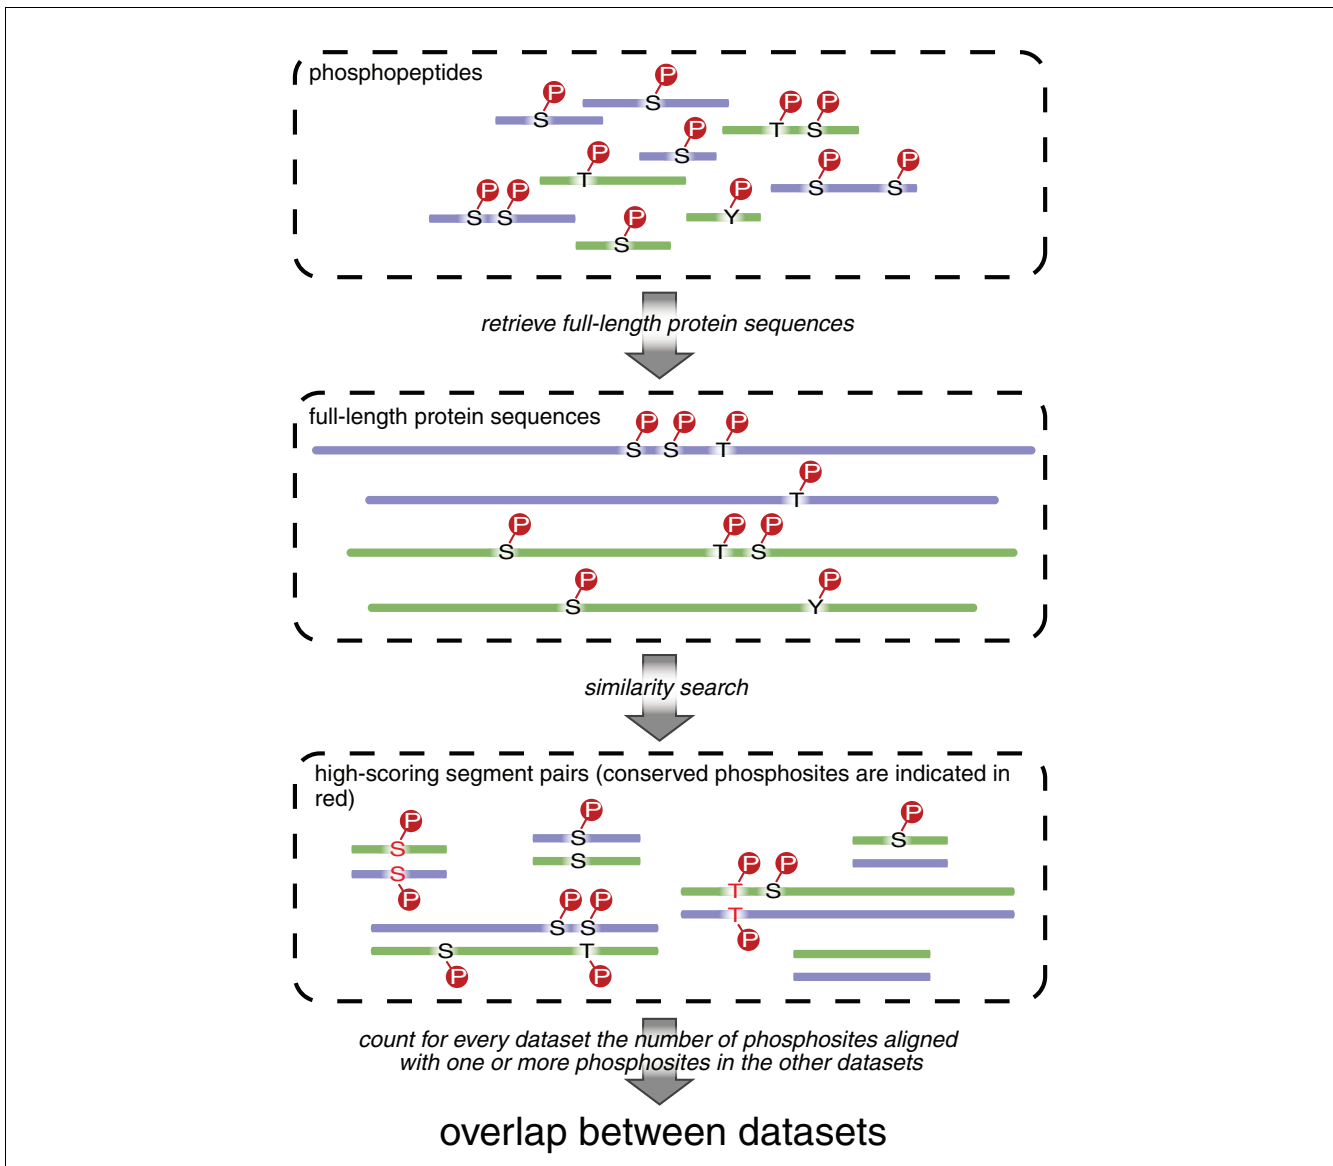 phosphopeptides
P
P
P P
S
S
T S
P
P
S
P P
T
P P
P
S S
S S
P
Y
S
retrieve full-length protein sequences
full-length protein sequences
P P P
S S T
P
T
P P P
S T S
P P
S Y
similarity search
high-scoring segment pairs (conserved phosphosites are indicated in
red)
P
S
S
P
P
S
S
P
S
P P
T S
T
P
P P
S S
S T
P P
count for every dataset the number of phosphosites aligned
with one or more phosphosites in the other datasets
overlap between datasets